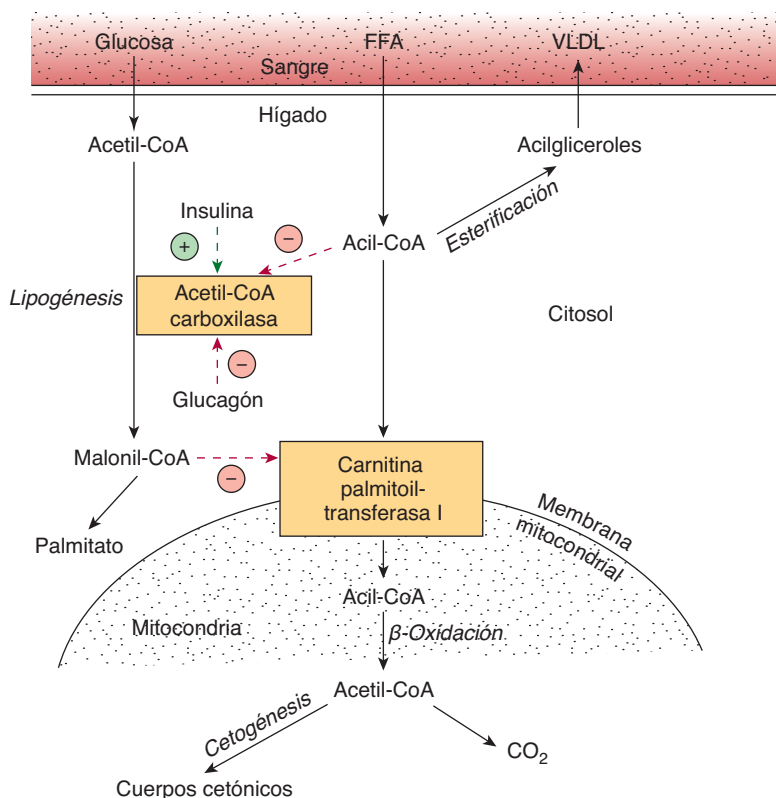 Glucosa FFA VLDL
Sangre
Hígado
Acetil-CoA
Acilgliceroles
Insulina
Esterificación
+
−
Acil-CoA
Lipogénesis
Acetil-CoA
carboxilasa
Citosol
−
Glucagón
Malonil-CoA
−
Carnitina
palmitoil-
transferasa I
Membrana
mitocondrial
Palmitato
Acil-CoA
Mitocondria
β-Oxidación
Acetil-CoA
Cetogénesis
CO₂
Cuerpos cetónicos